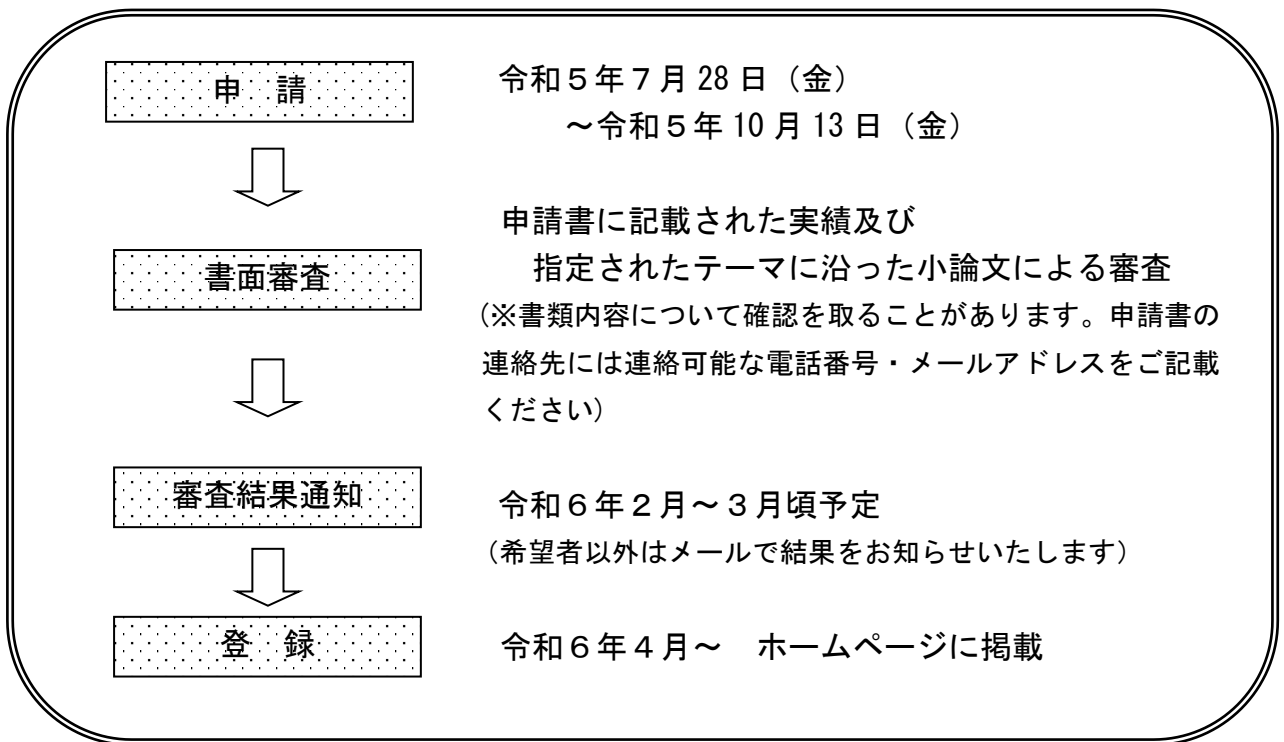 申　請
令和５年７月 28 日（金）
～令和５年 10 月 13 日（金）
書面審査
申請書に記載された実績及び
指定されたテーマに沿った小論文による審査
(※書類内容について確認を取ることがあります。申請書の
連絡先には連絡可能な電話番号・メールアドレスをご記載
ください)
審査結果通知
令和６年２月～３月頃予定
（希望者以外はメールで結果をお知らせいたします）
登　録
令和６年４月～　ホームページに掲載